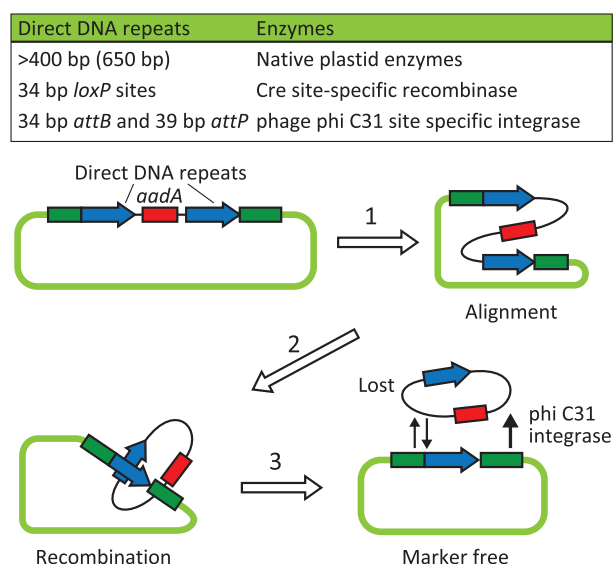 Direct DNA repeats Enzymes
>400 bp (650 bp) Native plastid enzymes
34 bp loxP sites Cre site-specific recombinase
34 bp attB and 39 bp attP phage phi C31 site specific integrase
Direct DNA repeats
aadA
1
Alignment
2
Lost
phi C31
integrase
3
Recombination
Marker free